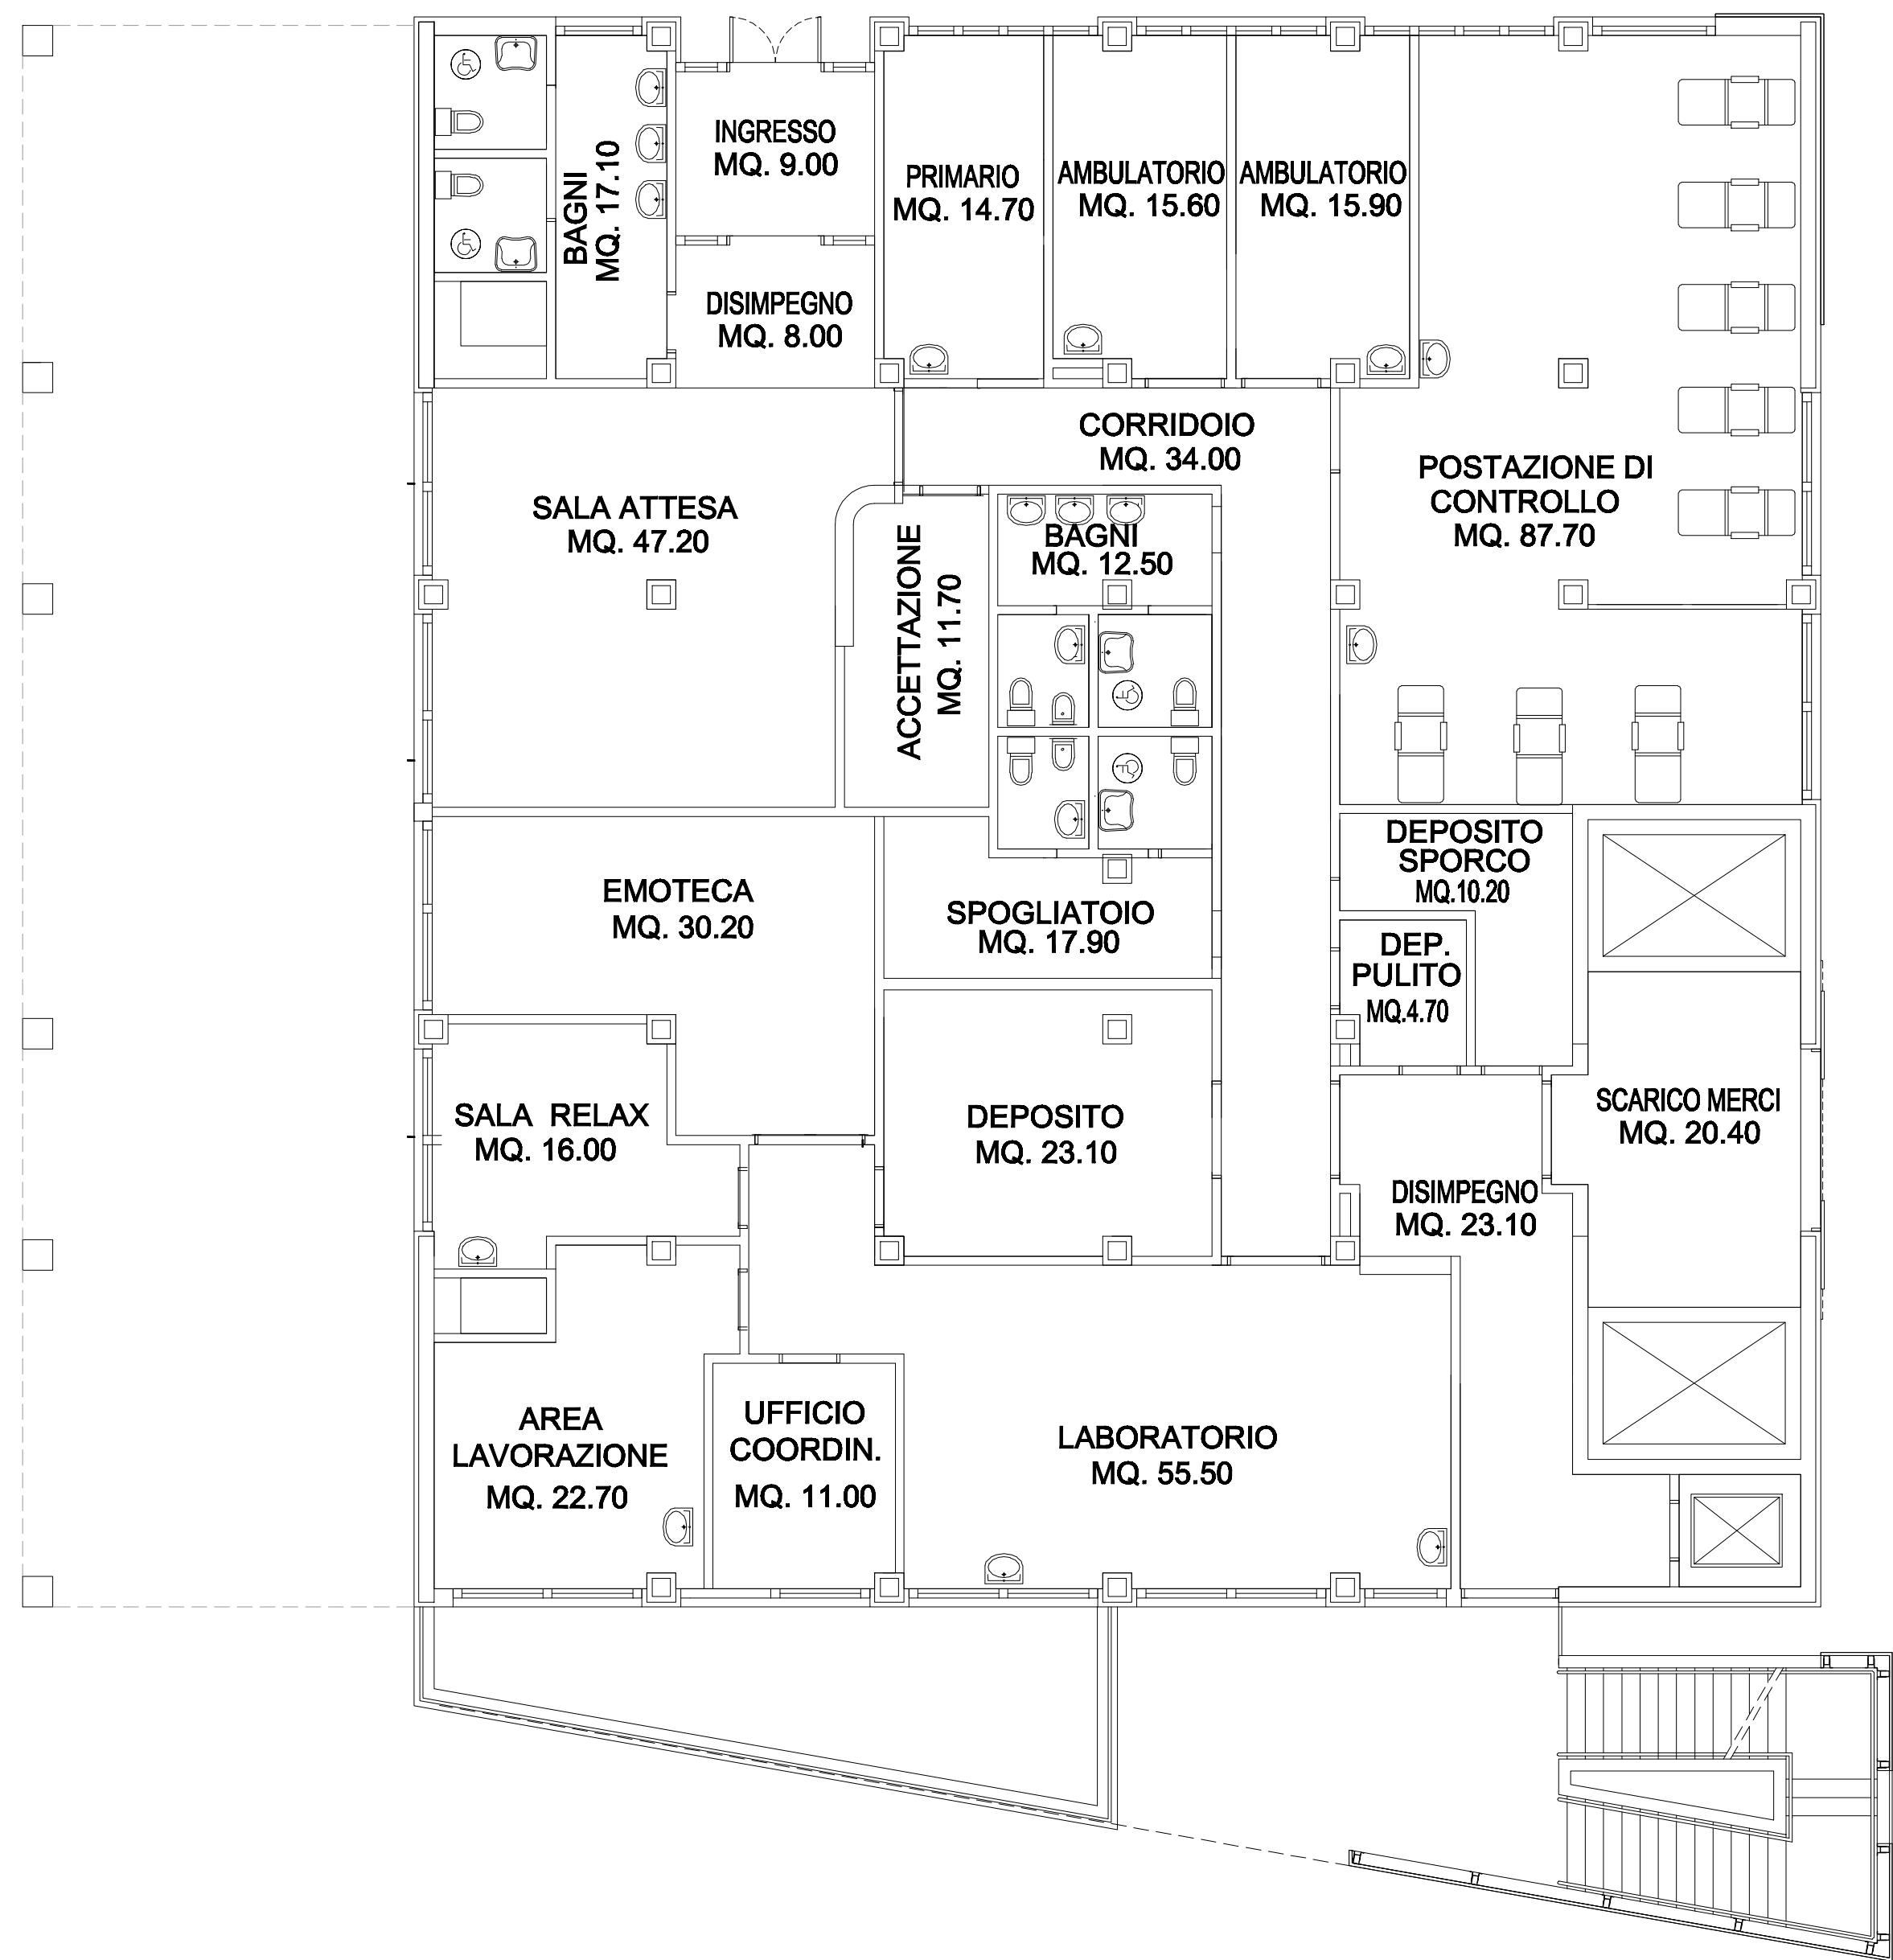 INGRESSO
MQ. 9.00
BAGNI
MQ. 17.10
PRIMARIO
MQ. 14.70
AMBULATORIO
MQ. 15.60
AMBULATORIO
MQ. 15.90
DISIMPEGNO
MQ. 8.00
CORRIDOIO
MQ. 34.00
POSTAZIONE DI
CONTROLLO
MQ. 87.70
SALA ATTESA
MQ. 47.20
ACCETTAZIONE
MQ. 11.70
BAGNI
MQ. 12.50
DEPOSITO
SPORCO
MQ.10.20
EMOTECA
MQ. 30.20
SPOGLIATOIO
MQ. 17.90
DEP.
PULITO
MQ.4.70
SALA RELAX
MQ. 16.00
DEPOSITO
MQ. 23.10
SCARICO MERCI
MQ. 20.40
DISIMPEGNO
MQ. 23.10
AREA
LAVORAZIONE
MQ. 22.70
UFFICIO
COORDIN.
MQ. 11.00
LABORATORIO
MQ. 55.50